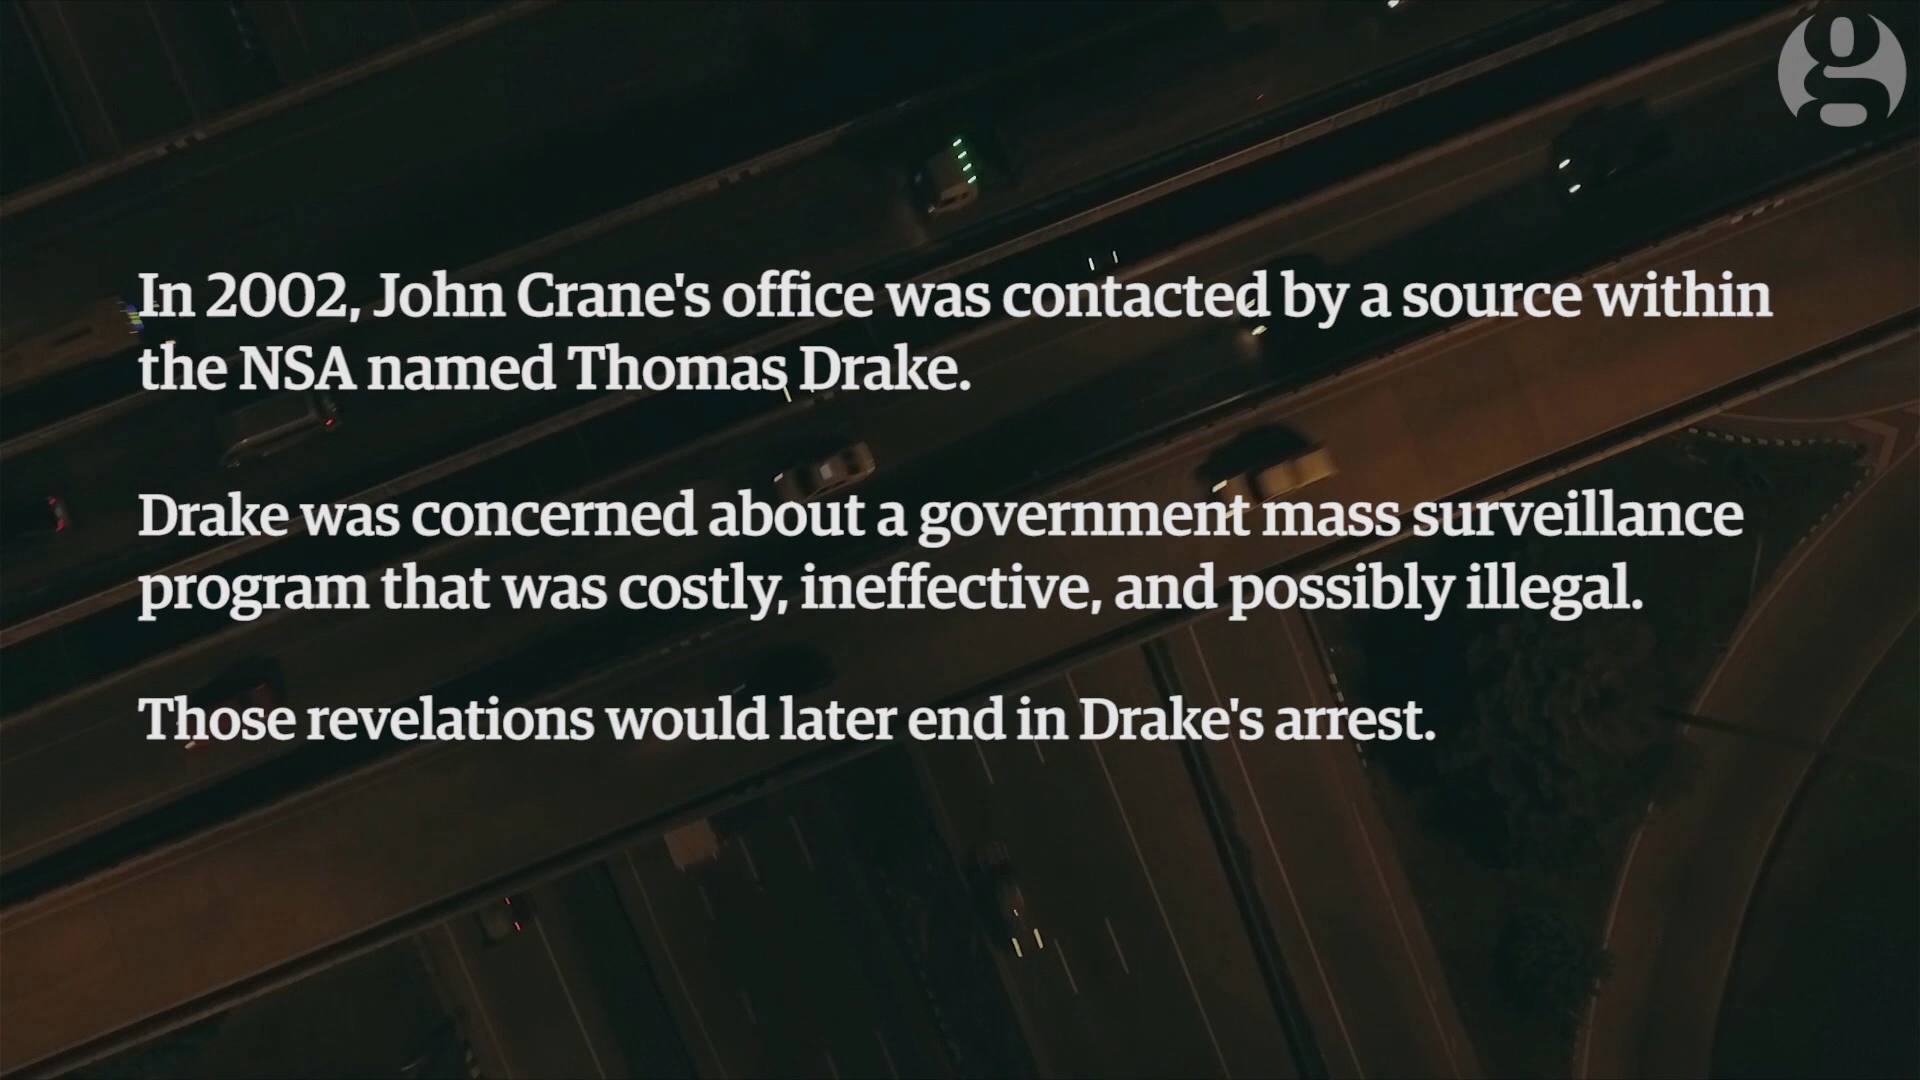 g
In 2002, John Crane's office was contacted by a source within
the NSA named Thomas Drake.
Drake was concerned about a government mass surveillance
program that was costly, ineffective, and possibly illegal.
Those revelations would later end in Drake's arrest.